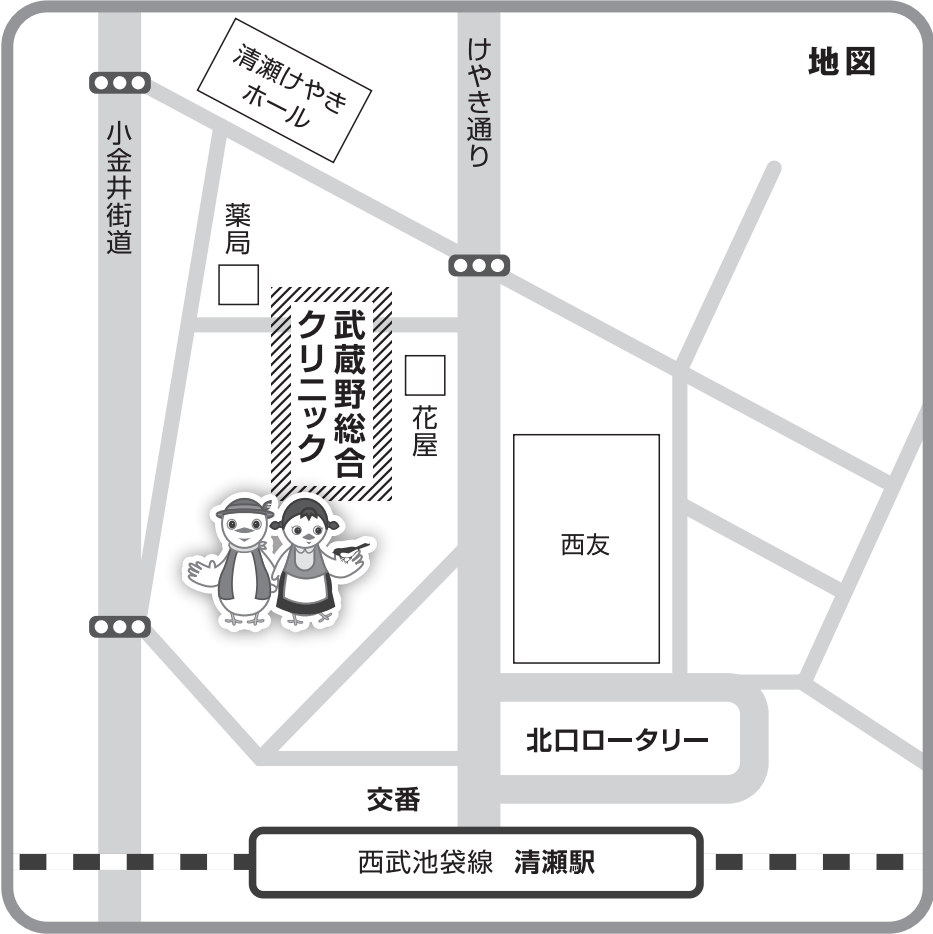 地図
清瀬けやき
ホール
けやき通り
小金井街道
薬局
武蔵野総合
クリニック
花屋
西友
北口ロータリー
交番
西武池袋線 清瀬駅